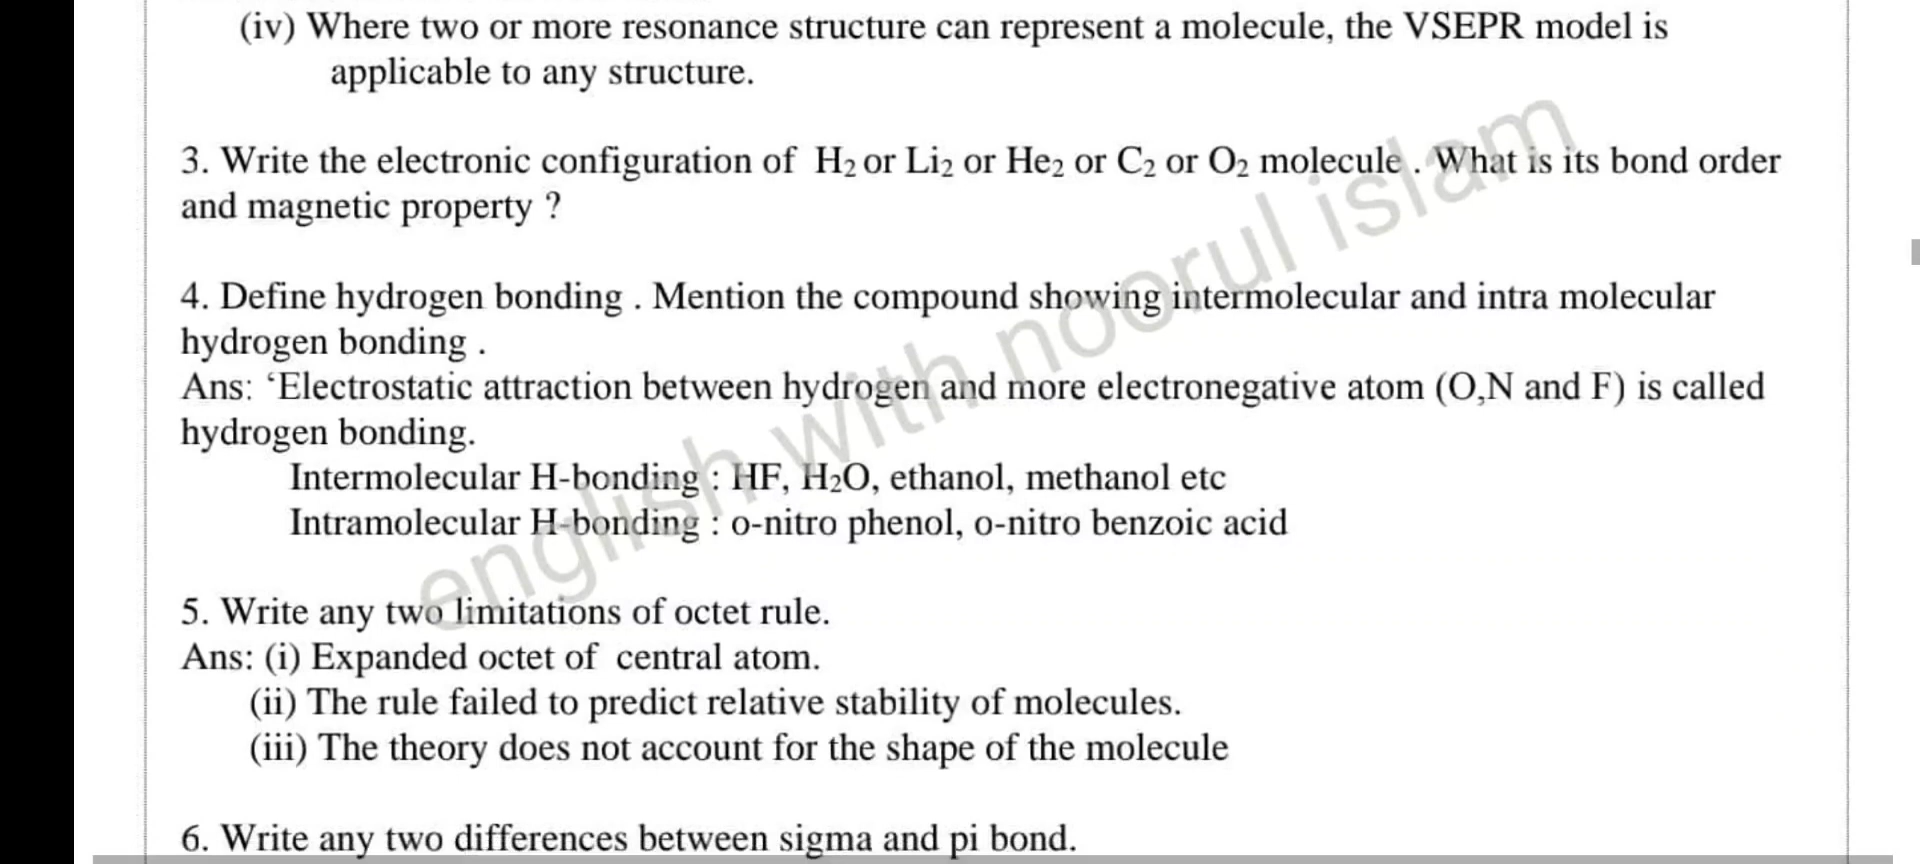 (iv) Where two or more resonance structure can represent a molecule, the VSEPR model is
applicable to any structure.
3. Write the electronic configuration of H₂ or Li₂ or He₂ or C₂ or O₂ molecule . What is its bond order
and magnetic property ?
4. Define hydrogen bonding . Mention the compound showing intermolecular and intra molecular
hydrogen bonding .
Ans: ‘Electrostatic attraction between hydrogen and more electronegative atom (O,N and F) is called
hydrogen bonding.
Intermolecular H-bonding : HF, H₂O, ethanol, methanol etc
Intramolecular H-bonding : o-nitro phenol, o-nitro benzoic acid
5. Write any two limitations of octet rule.
Ans: (i) Expanded octet of central atom.
(ii) The rule failed to predict relative stability of molecules.
(iii) The theory does not account for the shape of the molecule
6. Write any two differences between sigma and pi bond.
english with noorul islam